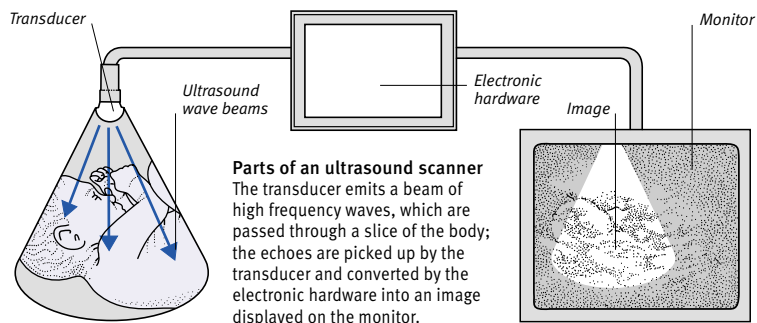 Transducer
Monitor
Ultrasound
wave beams
Electronic
hardware
Image
Parts of an ultrasound scanner
The transducer emits a beam of
high frequency waves, which are
passed through a slice of the body;
the echoes are picked up by the
transducer and converted by the
electronic hardware into an image
displayed on the monitor.